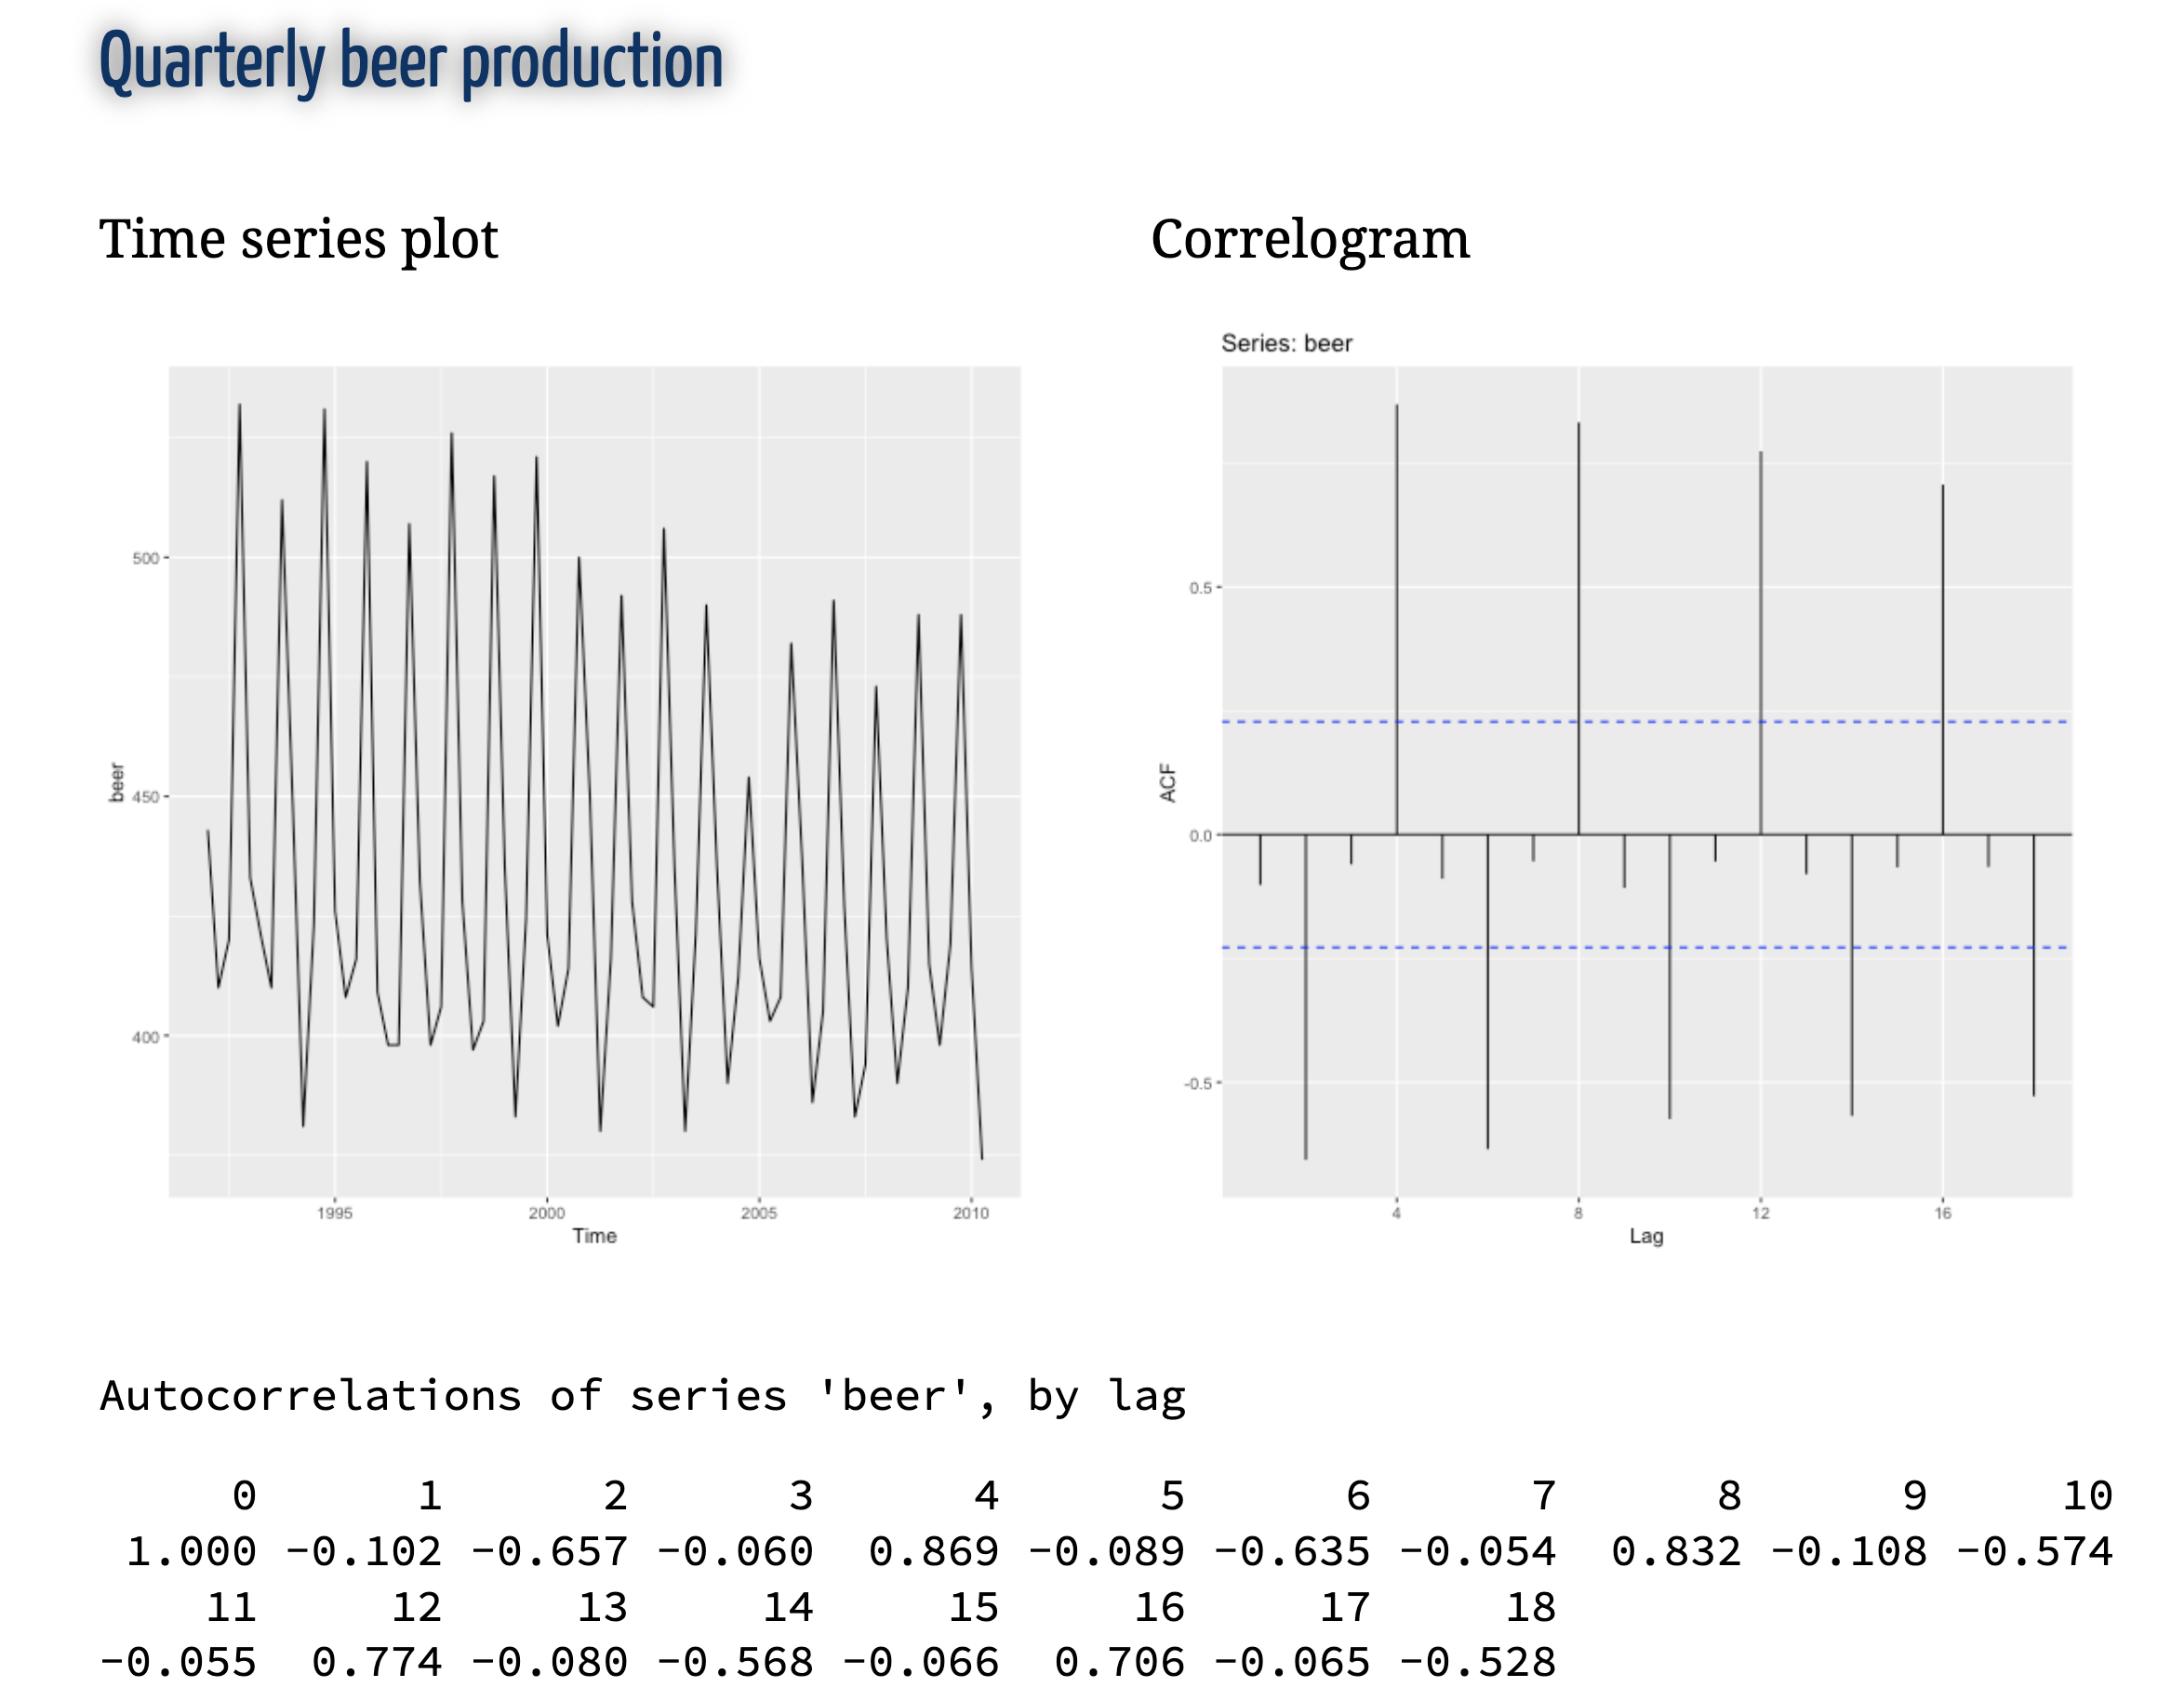 Quarterly beer production
Time series plot
Correlogram
500
450
400
beer
1995 2000 2005 2010
Time
Series: beer
0.5
0.0
-0.5
ACF
4 8 12 16
Lag
Autocorrelations of series 'beer', by lag
0 1 2 3 4 5 6 7 8 9 10
1.000 −0.102 −0.657 −0.060 0.869 −0.089 −0.635 −0.054 0.832 −0.108 −0.574
11 12 13 14 15 16 17 18
−0.055 0.774 −0.080 −0.568 −0.066 0.706 −0.065 −0.528